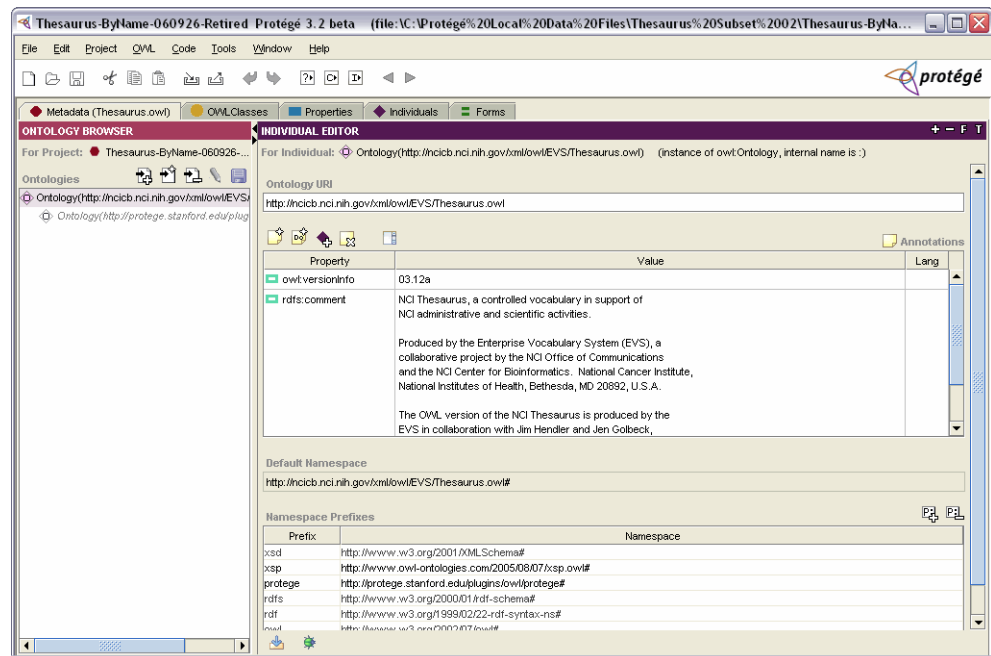 Thesaurus-ByName-060926-Retired Protégé 3.2 beta (file:\C:\Protégé%20Local%20Data%20Files\Thesaurus%20Subset%2002\Thesaurus-ByNa...
File Edit Project OWL Code Tools Window Help
protégé
Metadata (Thesaurus.owl) OWLClasses Properties Individuals Forms
ONTOLOGY BROWSER
INDIVIDUAL EDITOR
+ − F T
For Project: Thesaurus-ByName-060926-...
For Individual: Ontology(http://ncicb.nci.nih.gov/xml/owl/EVS/Thesaurus.owl) (instance of owl:Ontology, internal name is :)
Ontologies
Ontology(http://ncicb.nci.nih.gov/xml/owl/EVS/
Ontology(http://protege.stanford.edu/plug
Ontology URI
http://ncicb.nci.nih.gov/xml/owl/EVS/Thesaurus.owl
Annotations
Property Value Lang
owl:versionInfo 03.12a
rdfs:comment NCI Thesaurus, a controlled vocabulary in support of
NCI administrative and scientific activities.
Produced by the Enterprise Vocabulary System (EVS), a
collaborative project by the NCI Office of Communications
and the NCI Center for Bioinformatics. National Cancer Institute,
National Institutes of Health, Bethesda, MD 20892, U.S.A.
The OWL version of the NCI Thesaurus is produced by the
EVS in collaboration with Jim Hendler and Jen Golbeck,
Default Namespace
http://ncicb.nci.nih.gov/xml/owl/EVS/Thesaurus.owl#
Namespace Prefixes
Prefix Namespace
xsd http://www.w3.org/2001/XMLSchema#
xsp http://www.owl-ontologies.com/2005/08/07/xsp.owl#
protege http://protege.stanford.edu/plugins/owl/protege#
rdfs http://www.w3.org/2000/01/rdf-schema#
rdf http://www.w3.org/1999/02/22-rdf-syntax-ns#
owl http://www.w3.org/2002/07/owl#